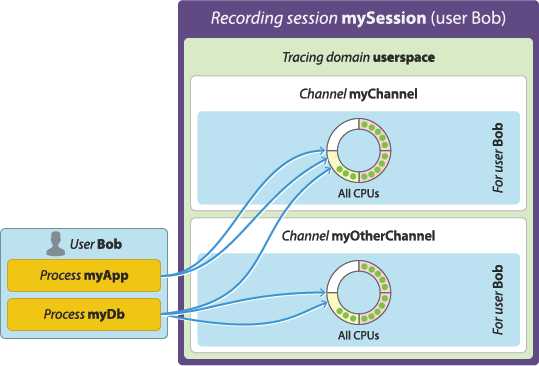 Recording session mySession (user Bob)
Tracing domain userspace
Channel myChannel
All CPUs
For user Bob
User Bob
Process myApp
Process myDb
Channel myOtherChannel
All CPUs
For user Bob